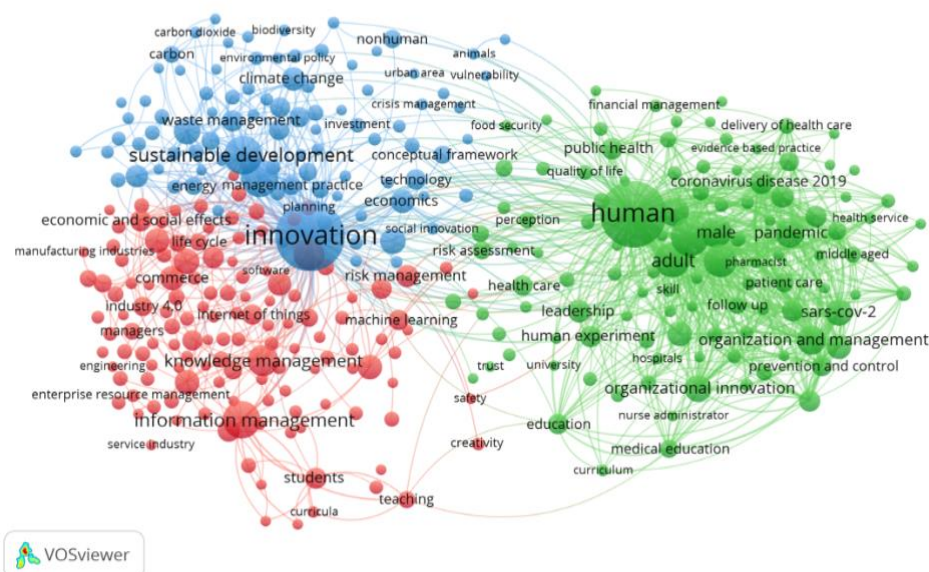 carbon dioxide
biodiversity
nonhuman
carbon
environmental policy
animals
climate change
urban area
vulnerability
crisis management
financial management
waste management
investment
food security
delivery of health care
public health
evidence based practice
sustainable development
conceptual framework
quality of life
energy management practice
technology
coronavirus disease 2019
planning
economics
human
economic and social effects
innovation
social innovation
perception
male
pandemic
health service
manufacturing industries
life cycle
risk assessment
adult
pharmacist
middle aged
commerce
software
risk management
health care
skill
patient care
industry 4.0
internet of things
machine learning
leadership
follow up
sars-cov-2
managers
human experiment
organization and management
engineering
knowledge management
trust
university
hospitals
prevention and control
enterprise resource management
safety
organizational innovation
information management
education
nurse administrator
service industry
creativity
medical education
students
curriculum
teaching
curricula
VOSviewer